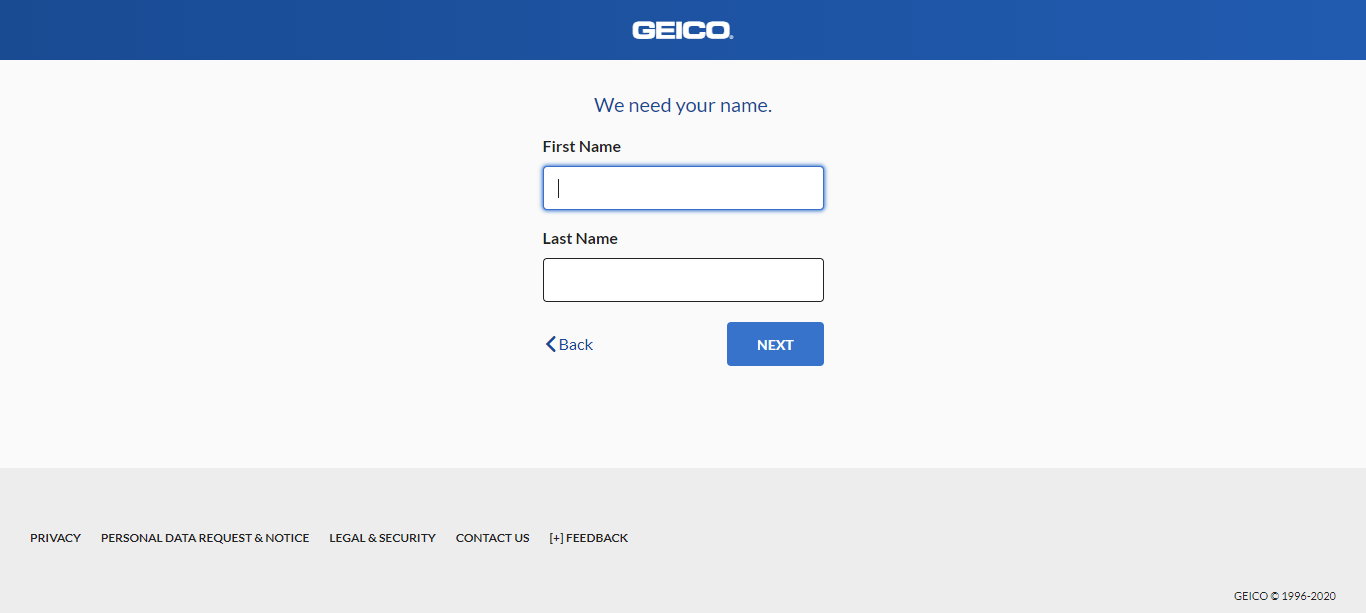 GEICO
We need your name.
First Name
Last Name
Back
NEXT
PRIVACY PERSONAL DATA REQUEST & NOTICE LEGAL & SECURITY CONTACT US [+] FEEDBACK
GEICO © 1996-2020